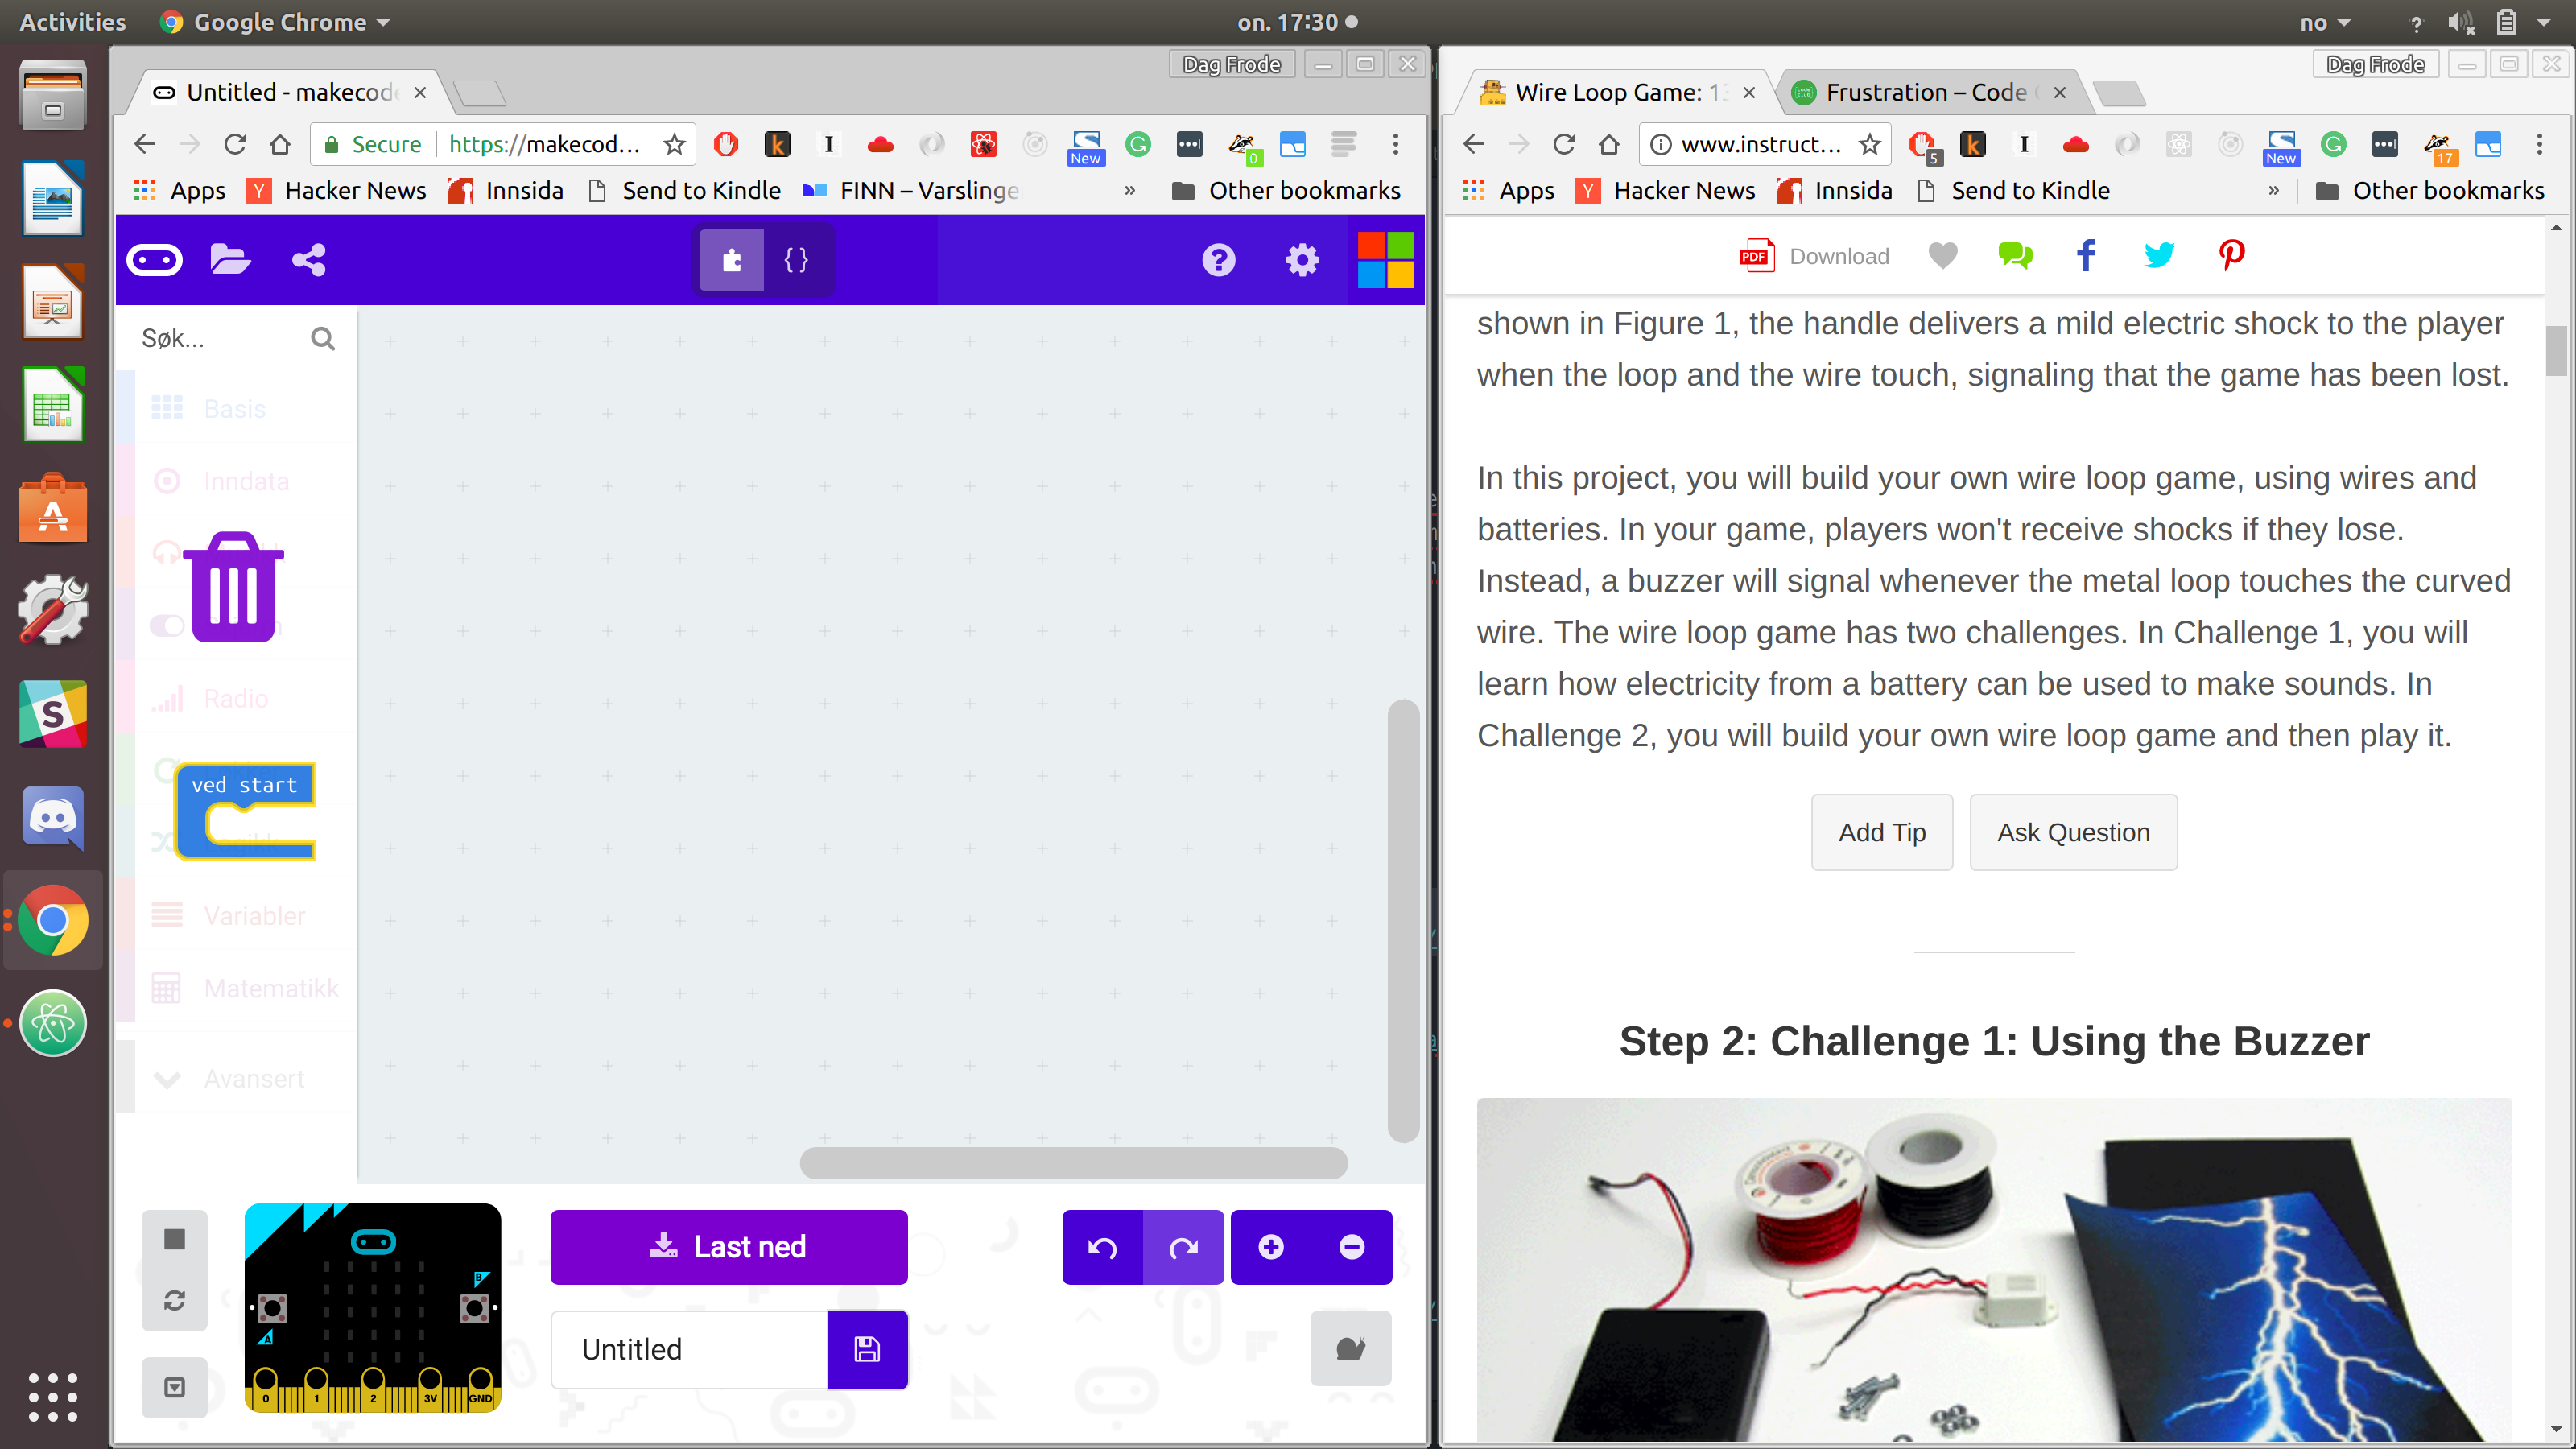 Activities
Google Chrome
on. 17:30
no
Dag Frode
Untitled - makecode
Secure
https://makecod...
New
0
Apps
Hacker News
Innsida
Send to Kindle
FINN – Varslinge
»
Other bookmarks
{}
Søk...
Basis
Inndata
Radio
ved start
Variabler
Matematikk
Avansert
A
B
0
1
2
3V
GND
Last ned
Untitled
Dag Frode
Wire Loop Game: 1
Frustration – Code
www.instruct...
5
New
17
Apps
Hacker News
Innsida
Send to Kindle
»
Other bookmarks
PDF
Download
shown in Figure 1, the handle delivers a mild electric shock to the player
when the loop and the wire touch, signaling that the game has been lost.
In this project, you will build your own wire loop game, using wires and
batteries. In your game, players won't receive shocks if they lose.
Instead, a buzzer will signal whenever the metal loop touches the curved
wire. The wire loop game has two challenges. In Challenge 1, you will
learn how electricity from a battery can be used to make sounds. In
Challenge 2, you will build your own wire loop game and then play it.
Add Tip
Ask Question
Step 2: Challenge 1: Using the Buzzer